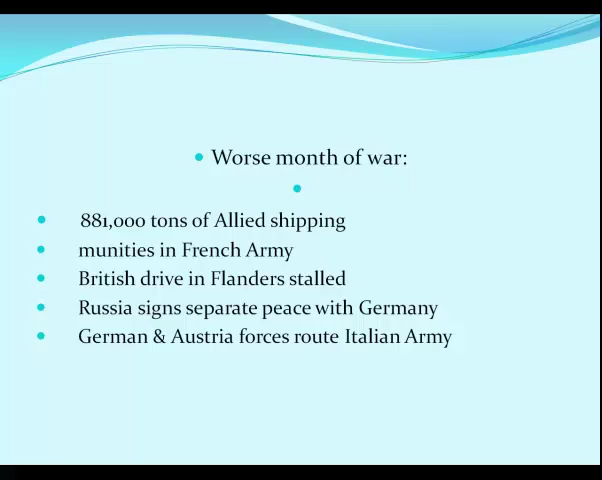 Worse month of war:
881,000 tons of Allied shipping
munities in French Army
British drive in Flanders stalled
Russia signs separate peace with Germany
German & Austria forces route Italian Army